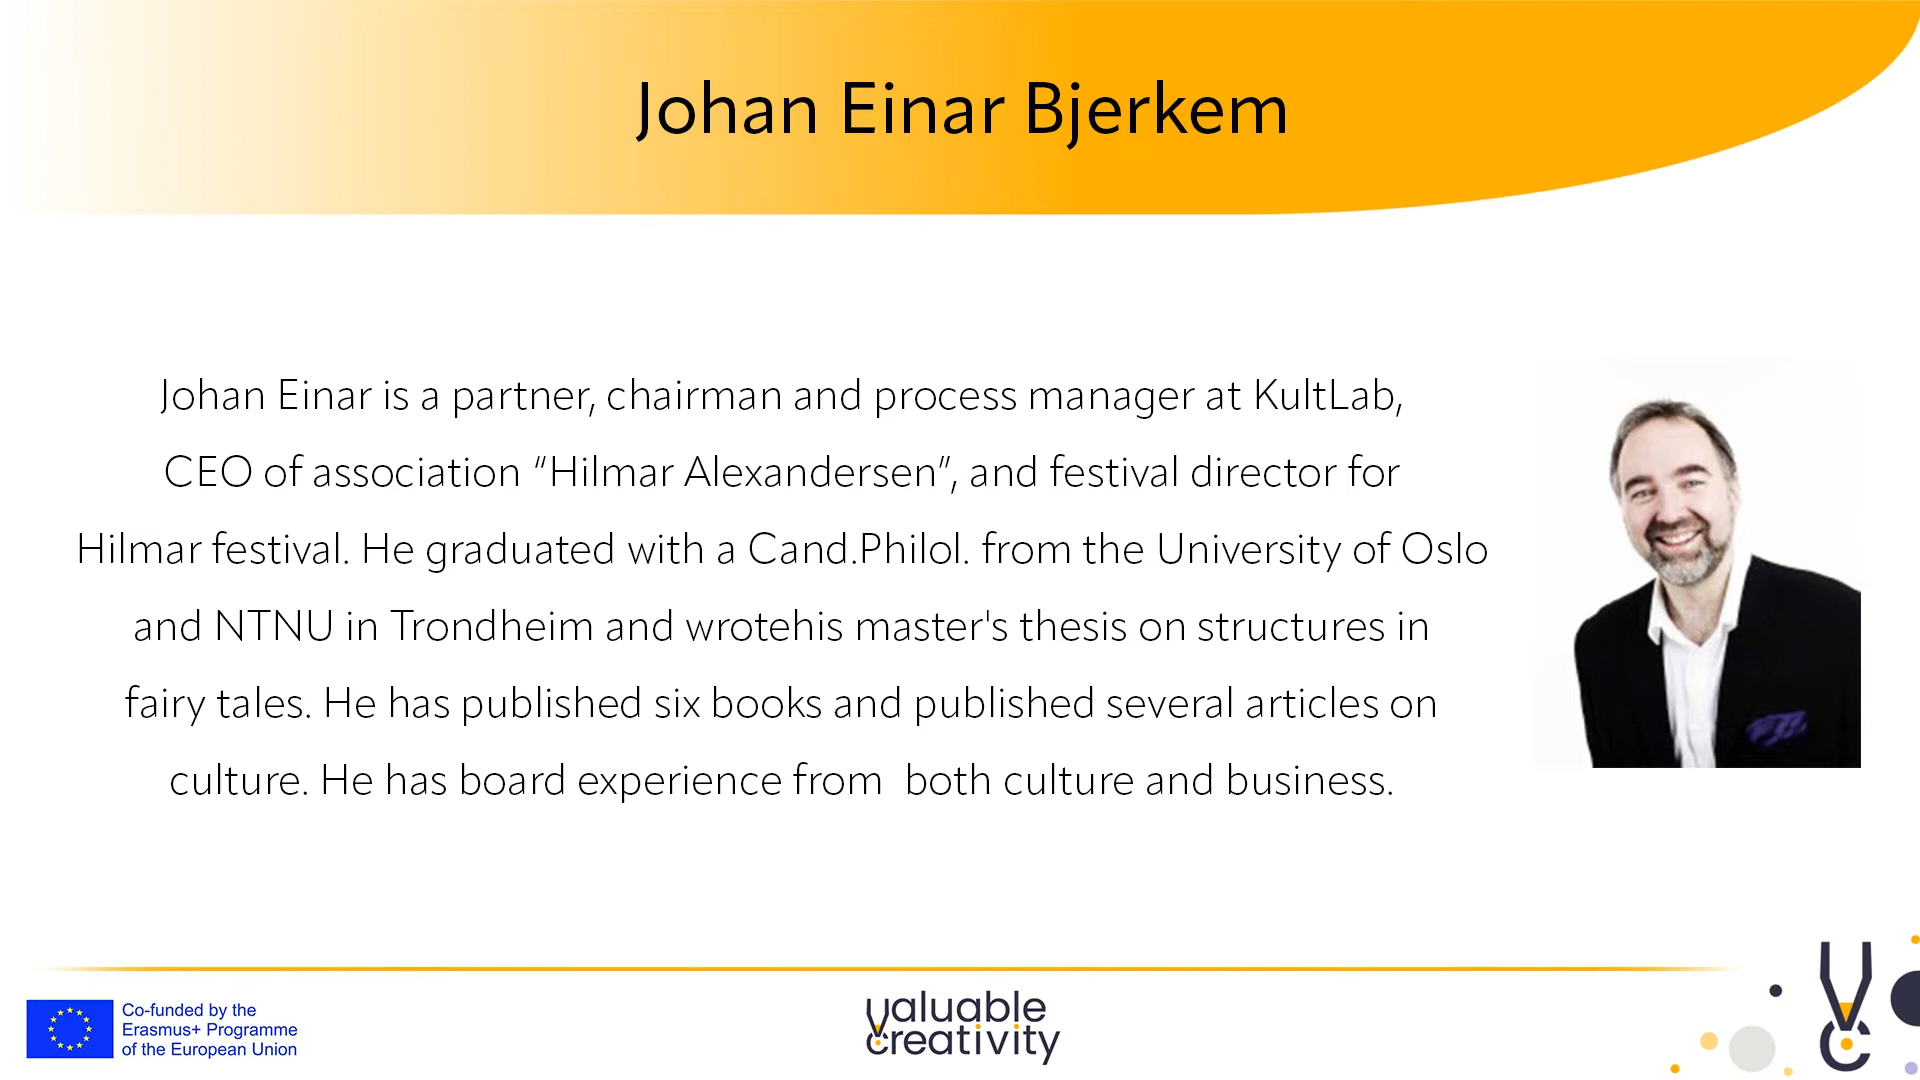 Johan Einar Bjerkem
Johan Einar is a partner, chairman and process manager at KultLab,
CEO of association “Hilmar Alexandersen”, and festival director for
Hilmar festival. He graduated with a Cand.Philol. from the University of Oslo
and NTNU in Trondheim and wrotehis master's thesis on structures in
fairy tales. He has published six books and published several articles on
culture. He has board experience from  both culture and business.
Co-funded by the
Erasmus+ Programme
of the European Union
valuable
creativity
VC